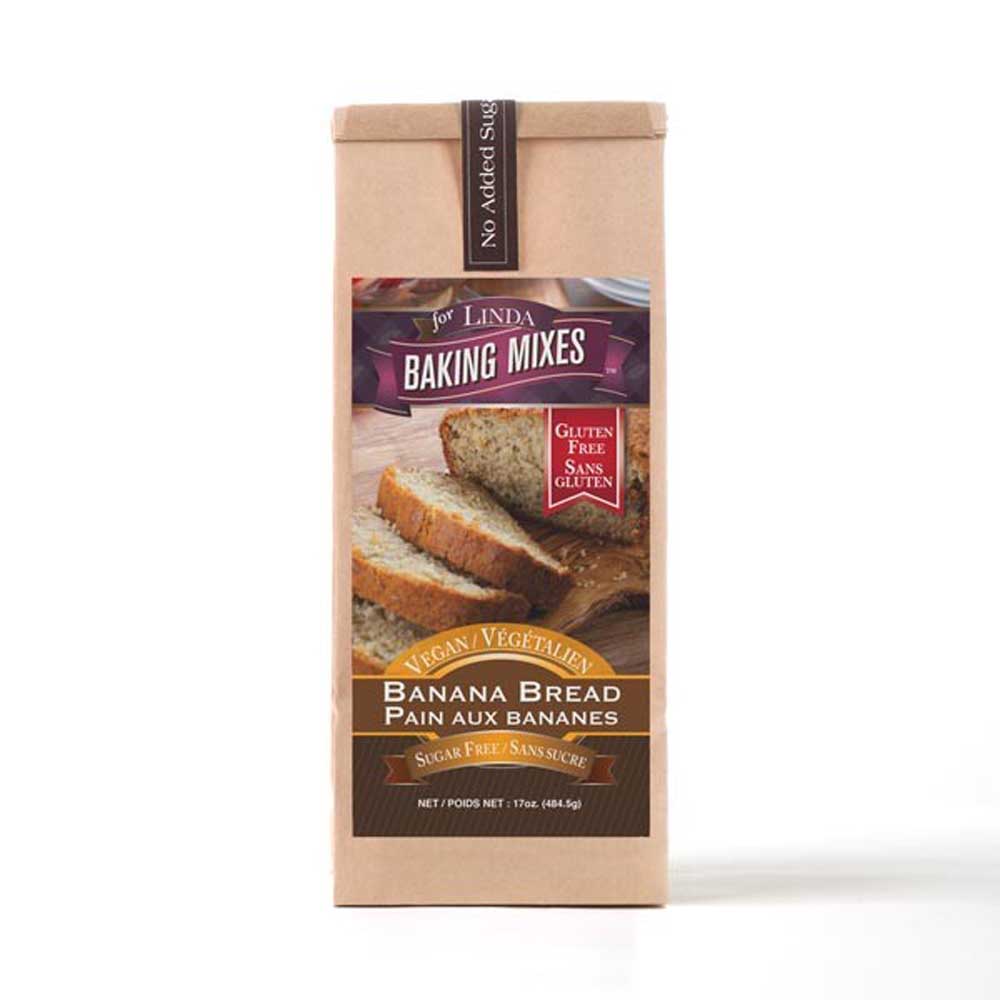 No Added Sug
for LINDA
BAKING MIXES
™
GLUTEN
FREE
SANS
GLUTEN
VEGAN / VÉGÉTALIEN
BANANA BREAD
PAIN AUX BANANES
SUGAR FREE / SANS SUCRE
NET / POIDS NET : 17oz. (484.5g)